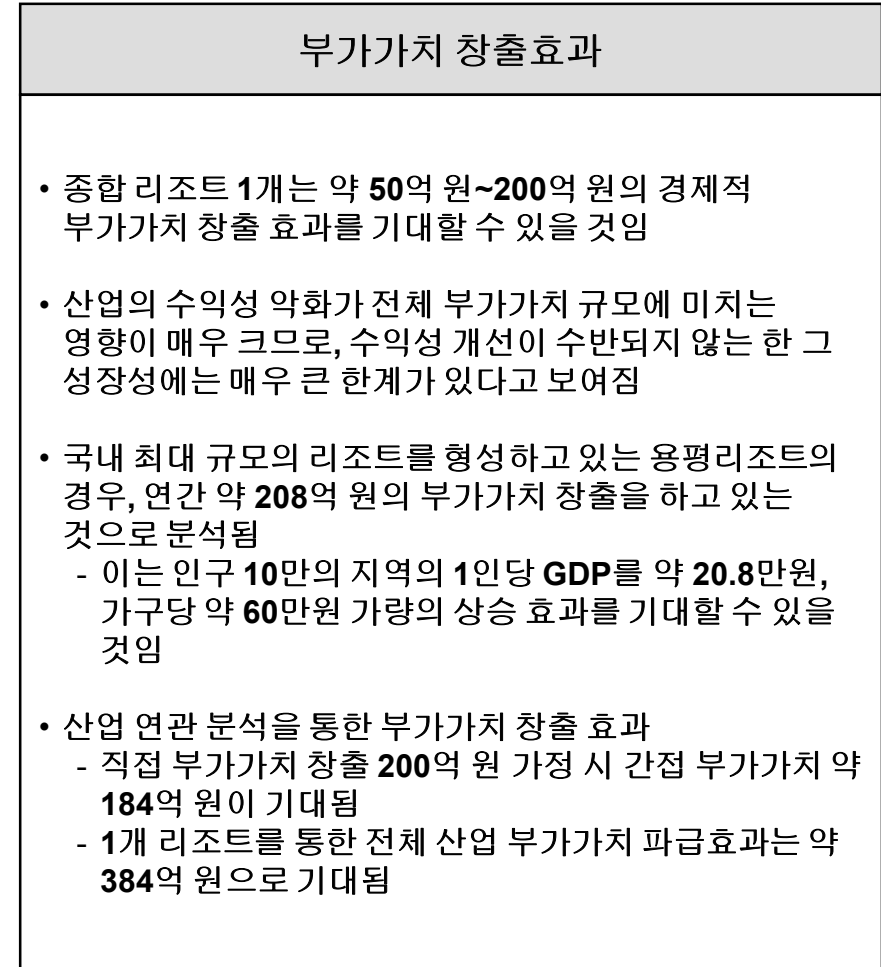 부가가치 창출효과
• 종합 리조트 1개는 약 50억 원~200억 원의 경제적
부가가치 창출 효과를 기대할 수 있을 것임
• 산업의 수익성 악화가 전체 부가가치 규모에 미치는
영향이 매우 크므로, 수익성 개선이 수반되지 않는 한 그
성장성에는 매우 큰 한계가 있다고 보여짐
• 국내 최대 규모의 리조트를 형성하고 있는 용평리조트의
경우, 연간 약 208억 원의 부가가치 창출을 하고 있는
것으로 분석됨
- 이는 인구 10만의 지역의 1인당 GDP를 약 20.8만원,
가구당 약 60만원 가량의 상승 효과를 기대할 수 있을
것임
• 산업 연관 분석을 통한 부가가치 창출 효과
- 직접 부가가치 창출 200억 원 가정 시 간접 부가가치 약
184억 원이 기대됨
- 1개 리조트를 통한 전체 산업 부가가치 파급효과는 약
384억 원으로 기대됨